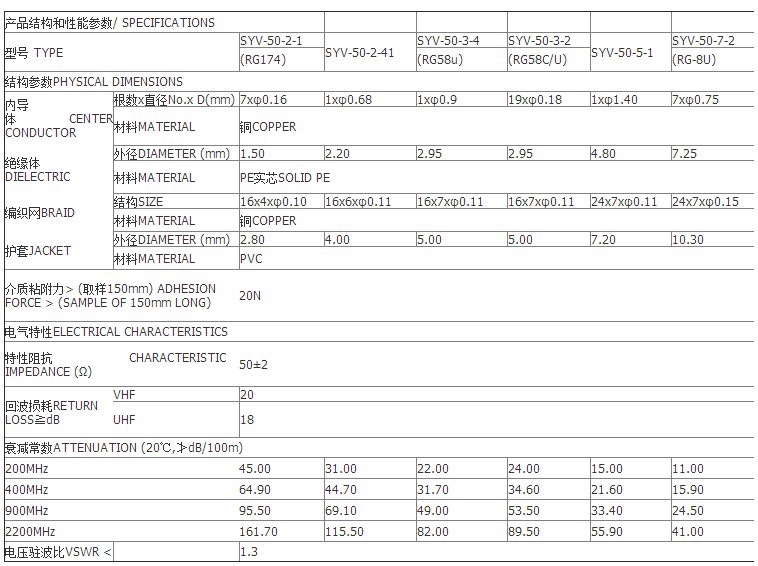 产品结构和性能参数/ SPECIFICATIONS
型号 TYPE SYV-50-2-1 (RG174) SYV-50-2-41 SYV-50-3-4 (RG58u) SYV-50-3-2 (RG58C/U) SYV-50-5-1 SYV-50-7-2 (RG-8U)
结构参数PHYSICAL DIMENSIONS
内导体 CENTER CONDUCTOR 根数x直径No.x D(mm) 7xφ0.16 1xφ0.68 1xφ0.9 19xφ0.18 1xφ1.40 7xφ0.75
材料MATERIAL 铜COPPER
绝缘体 DIELECTRIC 外径DIAMETER (mm) 1.50 2.20 2.95 2.95 4.80 7.25
材料MATERIAL PE实芯SOLID PE
编织网BRAID 结构SIZE 16x4xφ0.10 16x6xφ0.11 16x7xφ0.11 16x7xφ0.11 24x7xφ0.11 24x7xφ0.15
材料MATERIAL 铜COPPER
护套JACKET 外径DIAMETER (mm) 2.80 4.00 5.00 5.00 7.20 10.30
材料MATERIAL PVC
介质粘附力> (取样150mm) ADHESION
FORCE > (SAMPLE OF 150mm LONG) 20N
电气特性ELECTRICAL CHARACTERISTICS
特性阻抗 CHARACTERISTIC
IMPEDANCE (Ω) 50±2
回波损耗RETURN LOSS≧dB VHF 20
UHF 18
衰减常数ATTENUATION (20℃,≯dB/100m)
200MHz 45.00 31.00 22.00 24.00 15.00 11.00
400MHz 64.90 44.70 31.70 34.60 21.60 15.90
900MHz 95.50 69.10 49.00 53.50 33.40 24.50
2200MHz 161.70 115.50 82.00 89.50 55.90 41.00
电压驻波比VSWR < 1.3